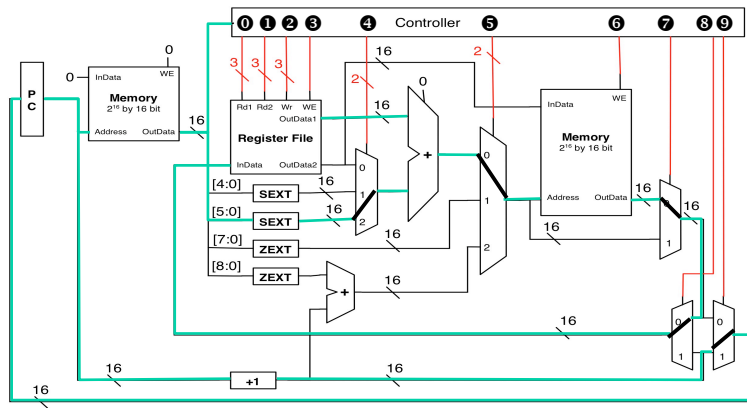 0 1 2 3 4 Controller 5 6 7 8 9
0
0
16
3 3 3 2 2
P
C
InData WE
Memory
2^16 by 16 bit
Address OutData
16
Rd1 Rd2 Wr WE
OutData1
Register File
InData OutData2
16
0
+
0
1
2
0
1
2
InData WE
Memory
2^16 by 16 bit
Address OutData
16
0
1
16
16
[4:0] SEXT 16
[5:0] SEXT 16
[7:0] ZEXT 16
[8:0] ZEXT
+
16
16
0
1
0
1
16
+1
16
16